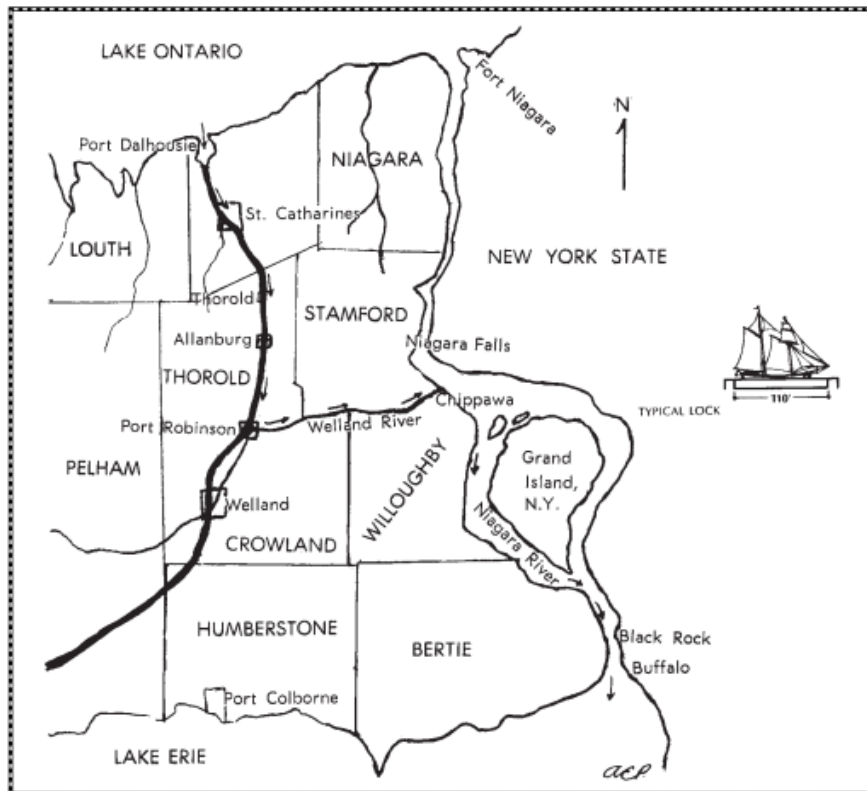 LAKE ONTARIO
Fort Niagara
N
Port Dalhousie
NIAGARA
St. Catharines
LOUTH
NEW YORK STATE
Thorold
STAMFORD
Allanburg
Niagara Falls
THOROLD
Chippawa
110'
TYPICAL LOCK
Port Robinson
Welland River
PELHAM
WILLOUGHBY
Grand
Island,
N.Y.
Welland
Niagara River
CROWLAND
HUMBERSTONE
BERTIE
Black Rock
Buffalo
Port Colborne
LAKE ERIE